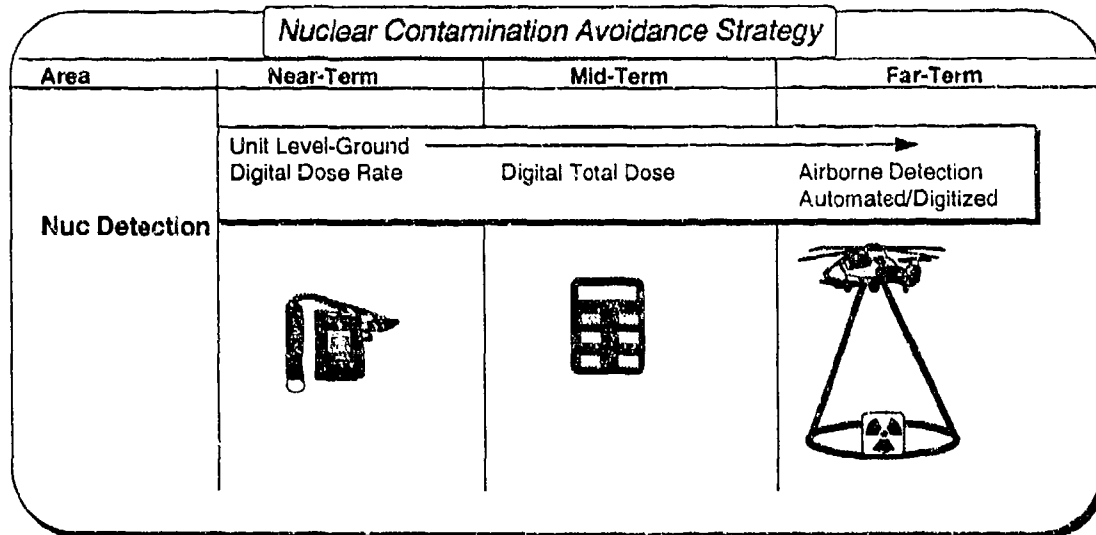 Nuclear Contamination Avoidance Strategy
Area Near-Term Mid-Term Far-Term
Nuc Detection
Unit Level-Ground
Digital Dose Rate Digital Total Dose Airborne Detection
Automated/Digitized